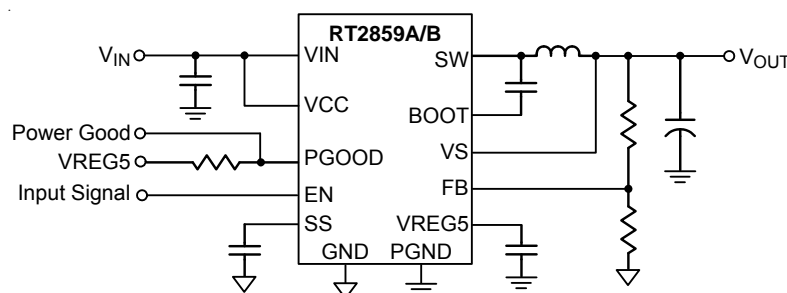 RT2859A/B
VIN
VIN
SW
VOUT
VCC
BOOT
Power Good
VS
VREG5
PGOOD
FB
Input Signal
EN
SS
VREG5
GND
PGND